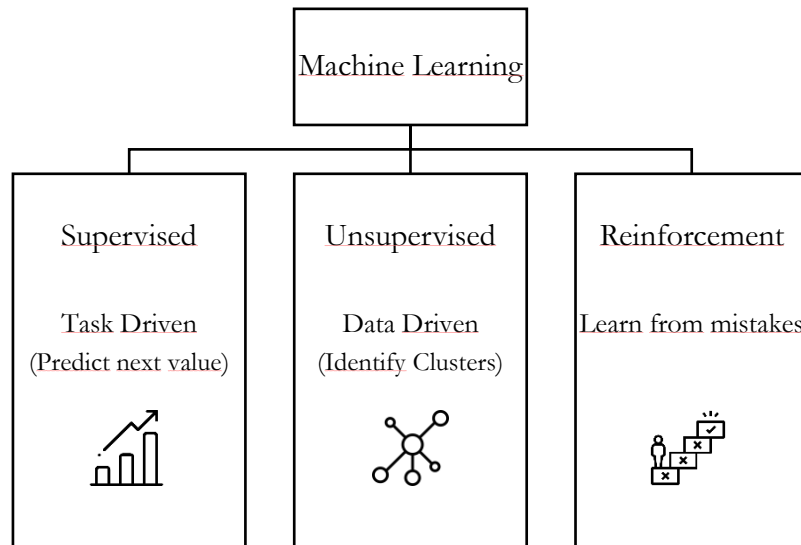 Machine Learning
Supervised
Task Driven
(Predict next value)
Unsupervised
Data Driven
(Identify Clusters)
Reinforcement
Learn from mistakes